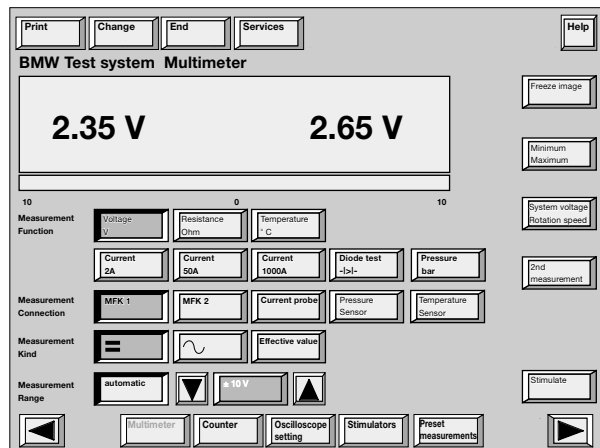 Print Change End Services Help
BMW Test system Multimeter
Freeze image
2.35 V 2.65 V
Minimum
Maximum
10 0 10
System voltage
Rotation speed
Measurement
Function
Voltage
V
Resistance
Ohm
Temperature
° C
Current
2A
Current
50A
Current
1000A
Diode test
-|>|-
Pressure
bar
2nd
measurement
Measurement
Connection
MFK 1
MFK 2
Current probe
Pressure
Sensor
Temperature
Sensor
Measurement
Kind
=
Effective value
Measurement
Range
automatic
± 10 V
Stimulate
Multimeter
Counter
Oscilloscope
setting
Stimulators
Preset
measurements